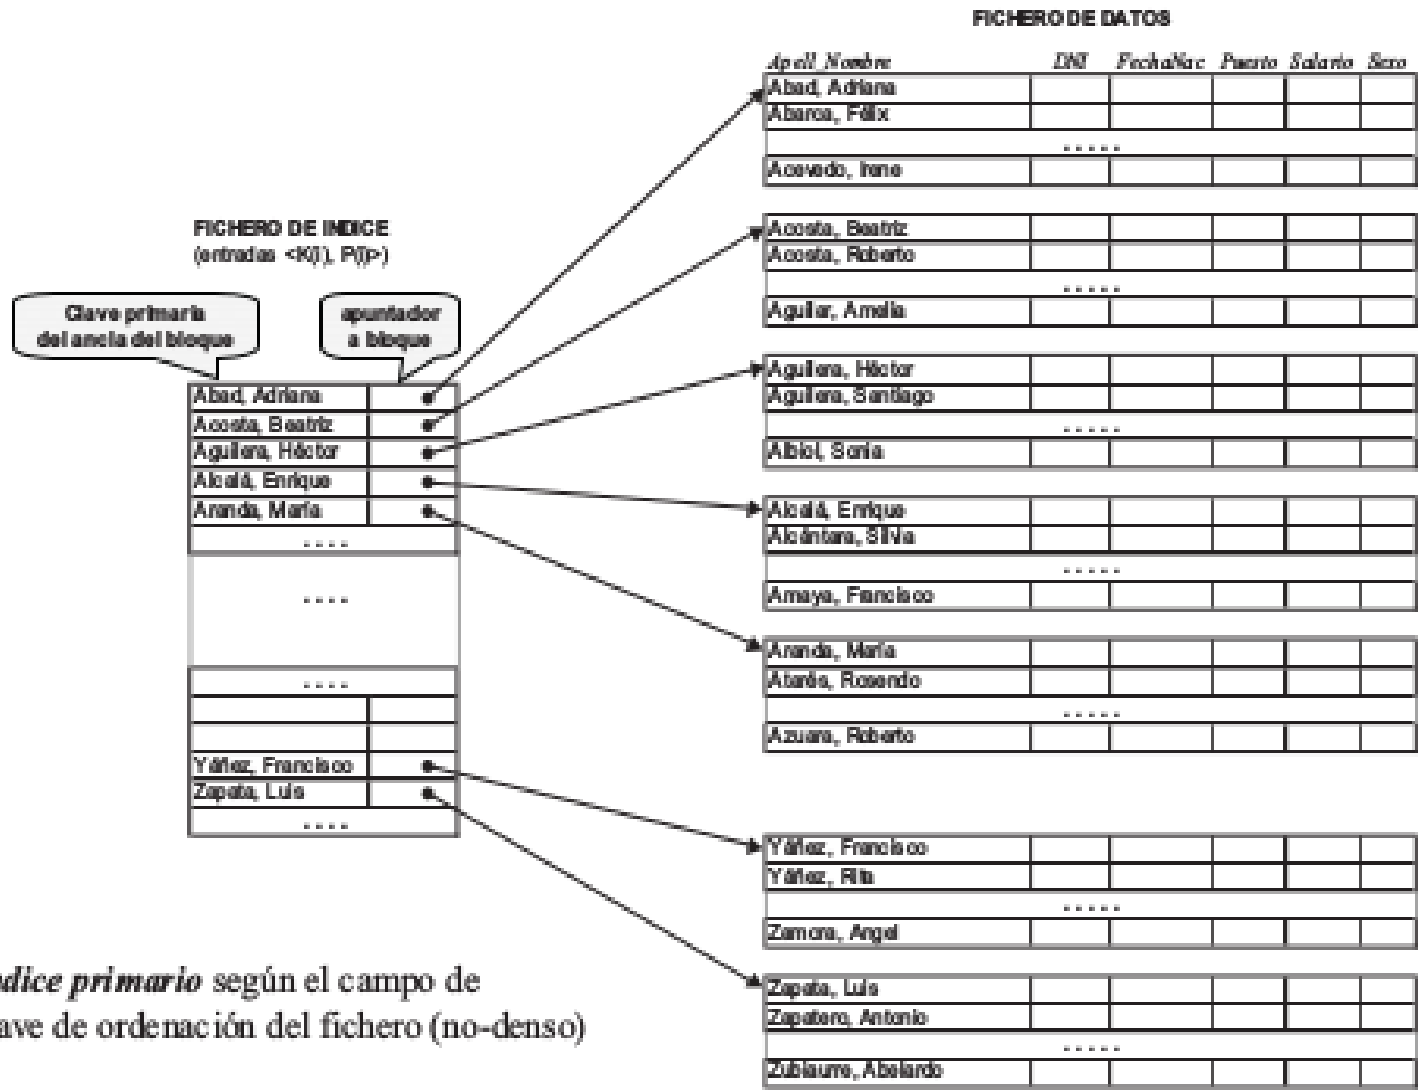 FICHERO DE DATOS
Apell_Nombre DNI FechaNac Puesto Salario Sexo
Abad, Adriana
Abarca, Félix
.....
Acevedo, Irene
Acosta, Beatriz
Acosta, Roberto
.....
Aguilar, Amelia
Aguilera, Héctor
Aguilera, Santiago
.....
Albiol, Sonia
Alcalá, Enrique
Alcántara, Silvia
.....
Amaya, Francisco
Aranda, María
Atarés, Rosendo
.....
Azuara, Roberto
Yáñez, Francisco
Yáñez, Rita
.....
Zamora, Angel
Zapata, Luis
Zapatero, Antonio
.....
Zubiaurre, Abelardo
FICHERO DE INDICE
(entradas <K(i), P(i)>)
Clave primaria
del ancla del bloque
apuntador
a bloque
Abad, Adriana
Acosta, Beatriz
Aguilera, Héctor
Alcalá, Enrique
Aranda, María
....
....
....
Yáñez, Francisco
Zapata, Luis
....
ndice primario según el campo de
ave de ordenación del fichero (no-denso)